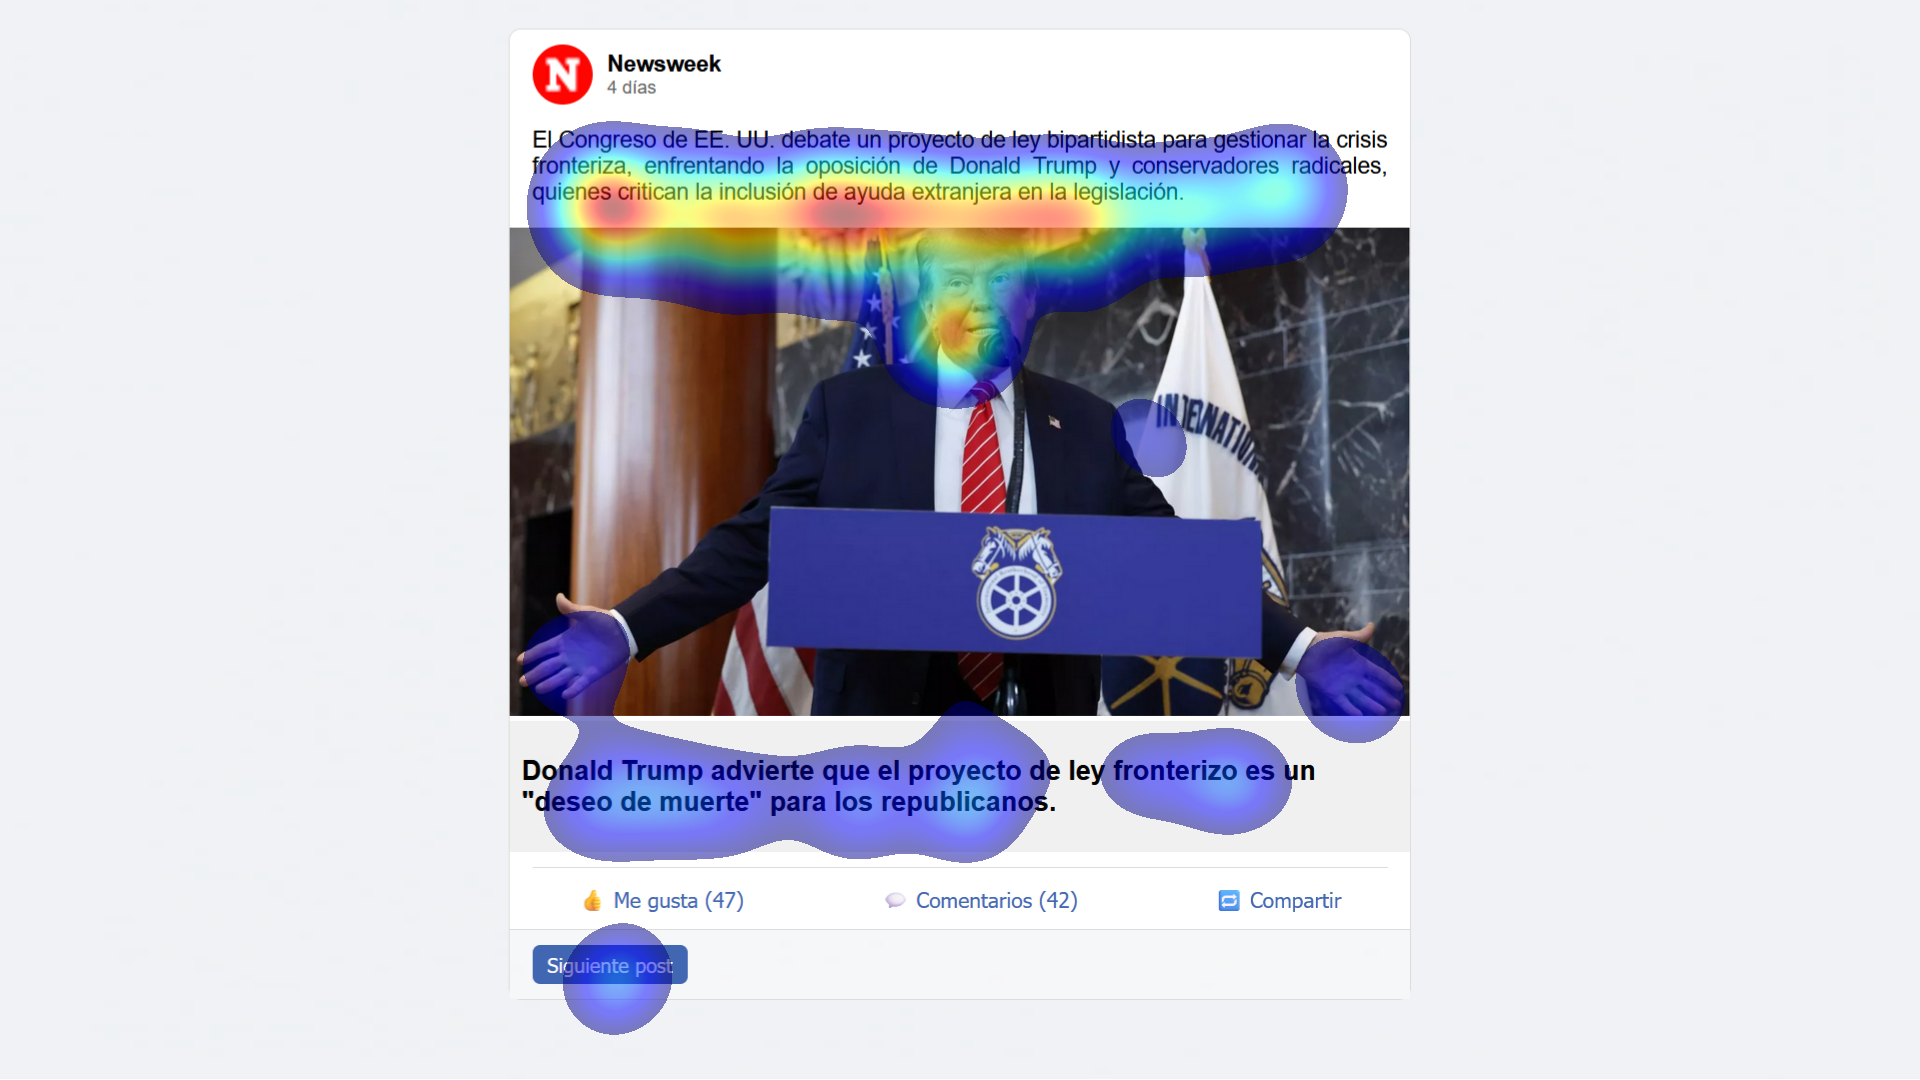 N
Newsweek
4 días
El Congreso de EE. UU. debate un proyecto de ley bipartidista para gestionar la crisis
fronteriza, enfrentando la oposición de Donald Trump y conservadores radicales,
quienes critican la inclusión de ayuda extranjera en la legislación.
Donald Trump advierte que el proyecto de ley fronterizo es un
"deseo de muerte" para los republicanos.
Me gusta (47) Comentarios (42) Compartir
Siguiente post